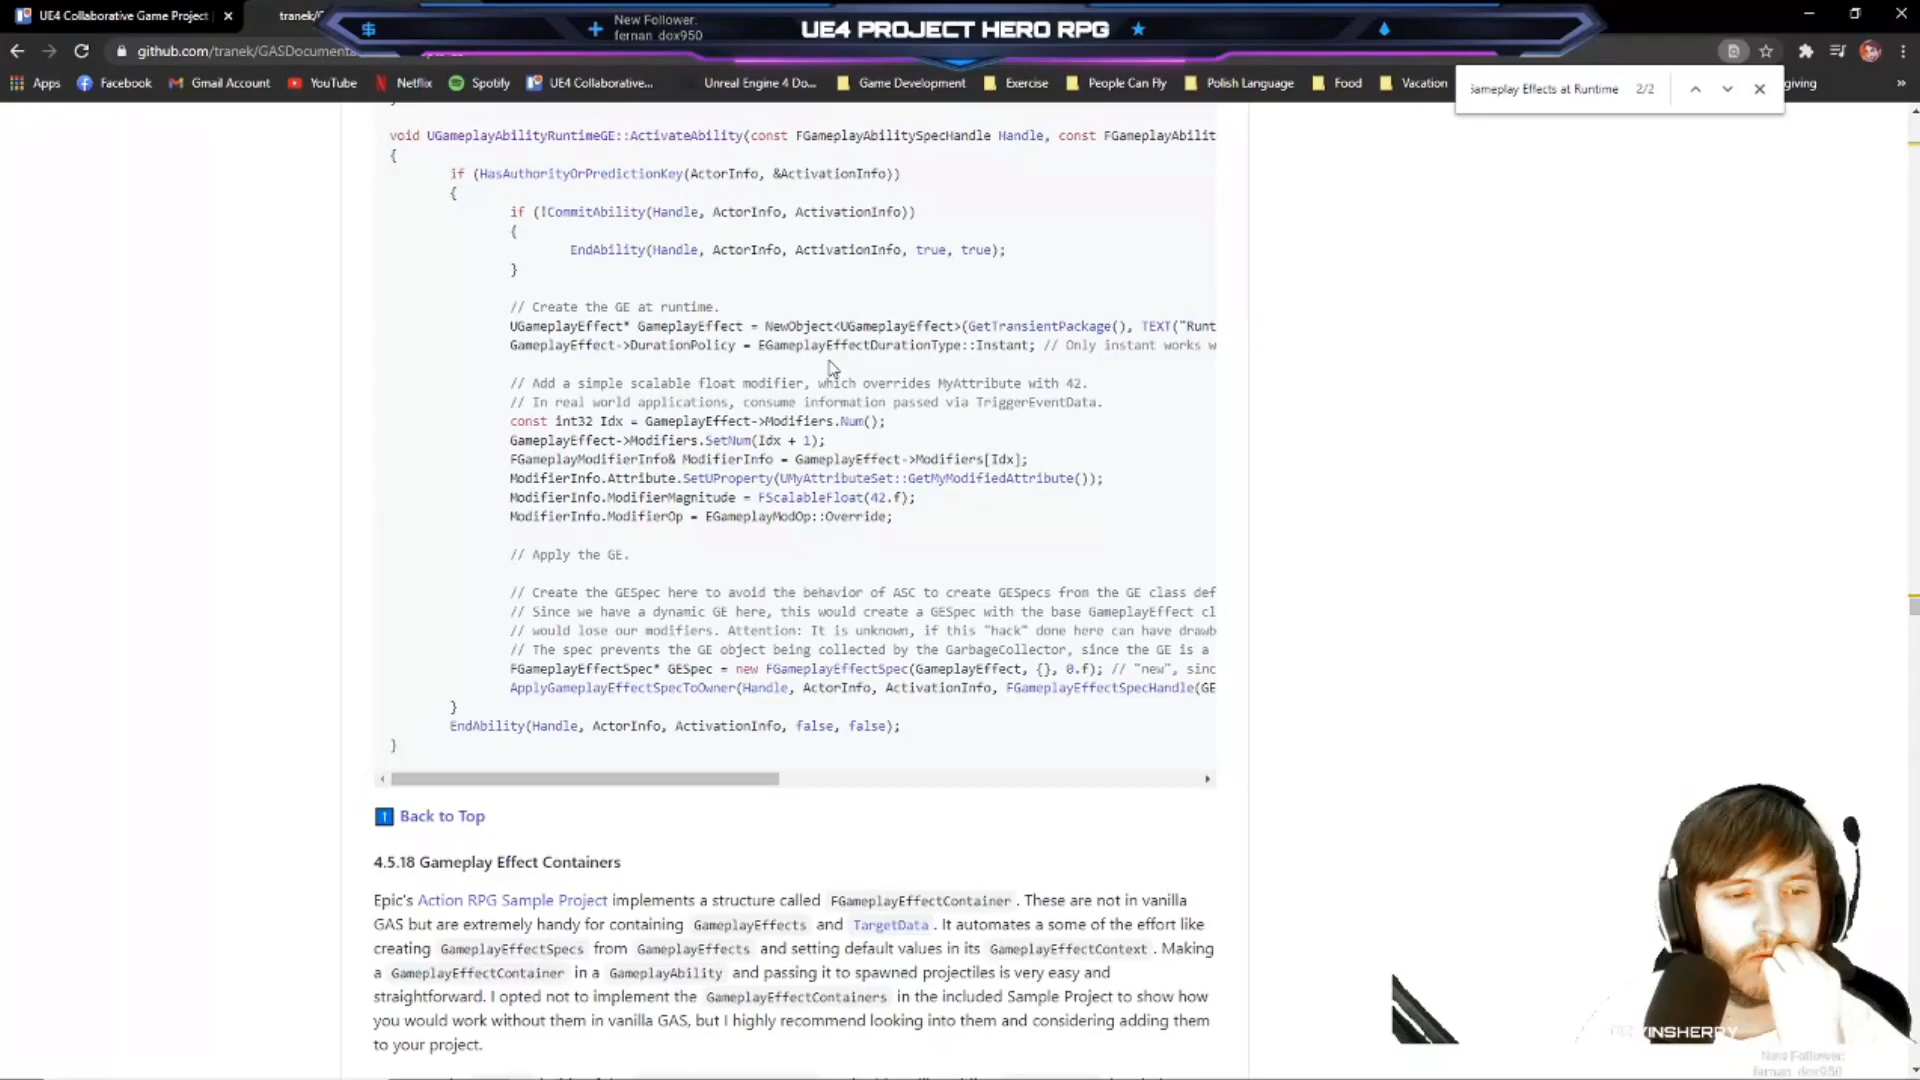 UE4 Collaborative Game Project
tranek/G
New Follower:
fernan_dox950
UE4 PROJECT HERO RPG
github.com/tranek/GASDocumenta
Apps Facebook Gmail Account YouTube Netflix Spotify UE4 Collaborative... Unreal Engine 4 Do... Game Development Exercise People Can Fly Polish Language Food Vacation giving »
Gameplay Effects at Runtime 2/2
void UGameplayAbilityRuntimeGE::ActivateAbility(const FGameplayAbilitySpecHandle Handle, const FGameplayAbilit
{
if (HasAuthorityOrPredictionKey(ActorInfo, &ActivationInfo))
{
if (!CommitAbility(Handle, ActorInfo, ActivationInfo))
{
EndAbility(Handle, ActorInfo, ActivationInfo, true, true);
}
// Create the GE at runtime.
UGameplayEffect* GameplayEffect = NewObject<UGameplayEffect>(GetTransientPackage(), TEXT("Runt
GameplayEffect->DurationPolicy = EGameplayEffectDurationType::Instant; // Only instant works w
// Add a simple scalable float modifier, which overrides MyAttribute with 42.
// In real world applications, consume information passed via TriggerEventData.
const int32 Idx = GameplayEffect->Modifiers.Num();
GameplayEffect->Modifiers.SetNum(Idx + 1);
FGameplayModifierInfo& ModifierInfo = GameplayEffect->Modifiers[Idx];
ModifierInfo.Attribute.SetUProperty(UMyAttributeSet::GetMyModifiedAttribute());
ModifierInfo.ModifierMagnitude = FScalableFloat(42.f);
ModifierInfo.ModifierOp = EGameplayModOp::Override;
// Apply the GE.
// Create the GESpec here to avoid the behavior of ASC to create GESpecs from the GE class def
// Since we have a dynamic GE here, this would create a GESpec with the base GameplayEffect cl
// would lose our modifiers. Attention: It is unknown, if this "hack" done here can have drawb
// The spec prevents the GE object being collected by the GarbageCollector, since the GE is a
FGameplayEffectSpec* GESpec = new FGameplayEffectSpec(GameplayEffect, {}, 0.f); // "new", sinc
ApplyGameplayEffectSpecToOwner(Handle, ActorInfo, ActivationInfo, FGameplayEffectSpecHandle(GE
}
EndAbility(Handle, ActorInfo, ActivationInfo, false, false);
}
Back to Top
4.5.18 Gameplay Effect Containers
Epic's Action RPG Sample Project implements a structure called FGameplayEffectContainer. These are not in vanilla
GAS but are extremely handy for containing GameplayEffects and TargetData. It automates a some of the effort like
creating GameplayEffectSpecs from GameplayEffects and setting default values in its GameplayEffectContext. Making
a GameplayEffectContainer in a GameplayAbility and passing it to spawned projectiles is very easy and
straightforward. I opted not to implement the GameplayEffectContainers in the included Sample Project to show how
you would work without them in vanilla GAS, but I highly recommend looking into them and considering adding them
to your project.
New Follower:
fernan_dox950